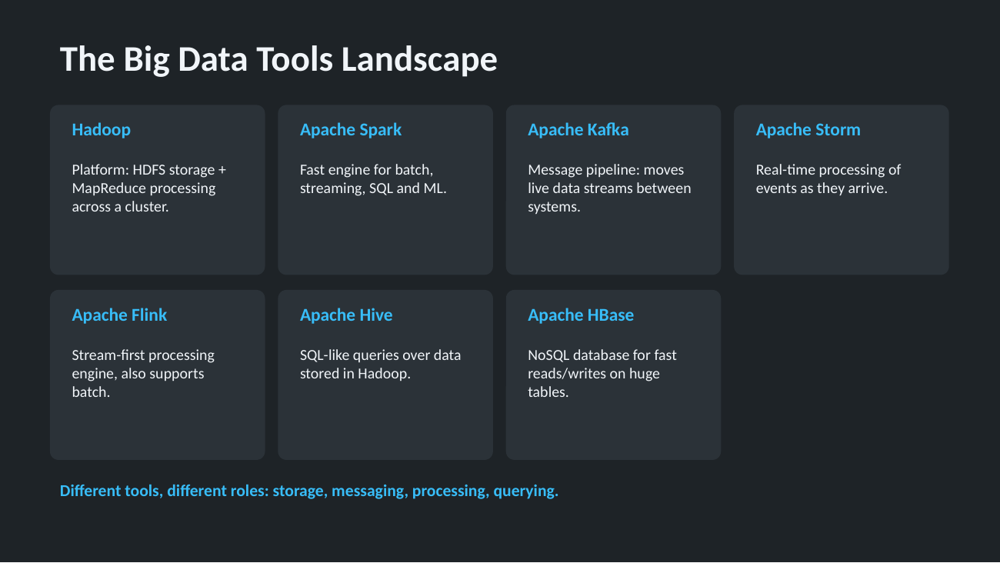 The Big Data Tools Landscape
Hadoop
Platform: HDFS storage +
MapReduce processing
across a cluster.
Apache Spark
Fast engine for batch,
streaming, SQL and ML.
Apache Kafka
Message pipeline: moves
live data streams between
systems.
Apache Storm
Real-time processing of
events as they arrive.
Apache Flink
Stream-first processing
engine, also supports
batch.
Apache Hive
SQL-like queries over data
stored in Hadoop.
Apache HBase
NoSQL database for fast
reads/writes on huge
tables.
Different tools, different roles: storage, messaging, processing, querying.